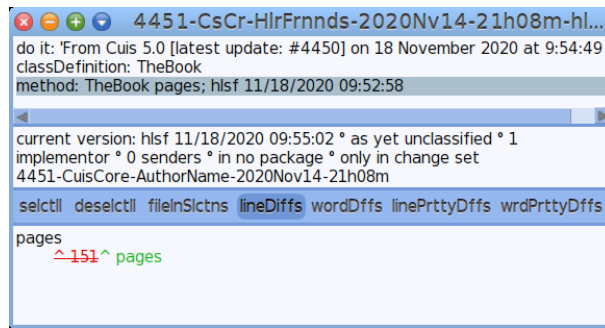 4451-CsCr-HlrFrnnds-2020Nv14-21h08m-hl...
do it: 'From Cuis 5.0 [latest update: #4450] on 18 November 2020 at 9:54:49
classDefinition: TheBook
method: TheBook pages; hlsf 11/18/2020 09:52:58
current version: hlsf 11/18/2020 09:55:02 ° as yet unclassified ° 1
implementor ° 0 senders ° in no package ° only in change set
4451-CuisCore-AuthorName-2020Nov14-21h08m
selctll deselctll fileInSlctns lineDiffs wordDffs linePrttyDffs wrdPrttyDffs
pages
^ 151^ pages